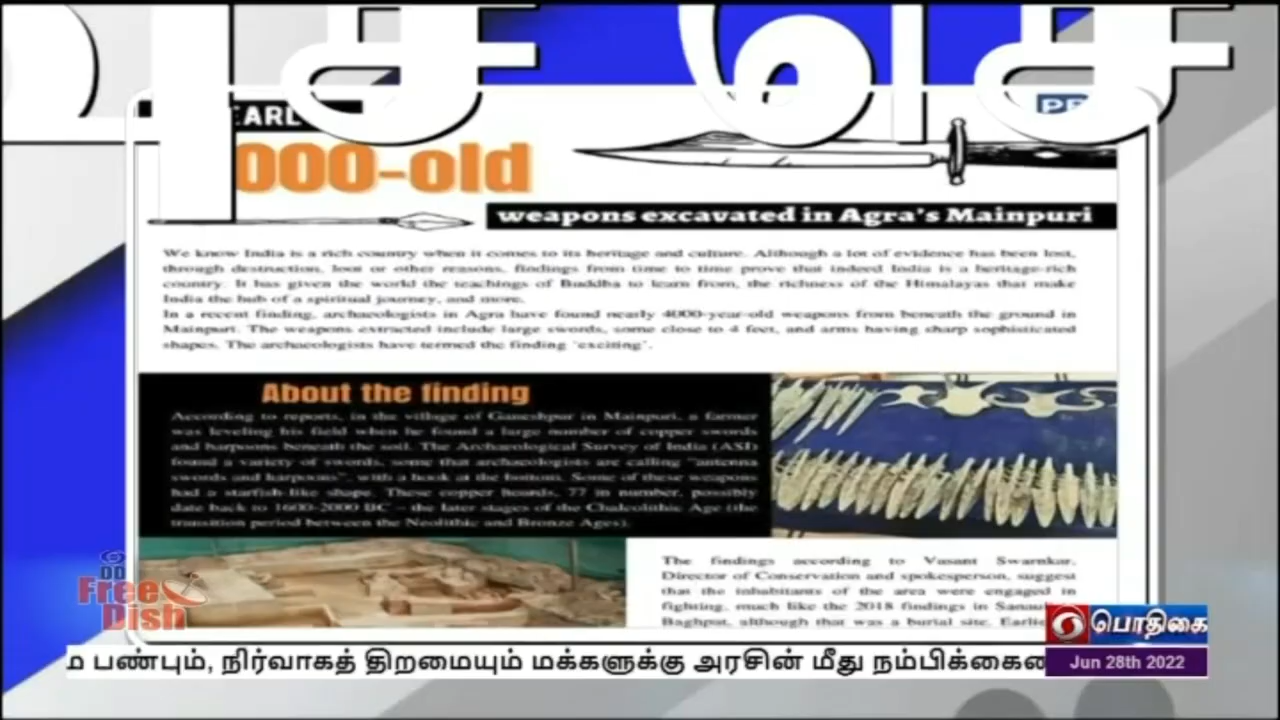 EARL
000-old
weapons excavated in Agra's Mainpuri
We know India is a rich country when it comes to its heritage and culture. Although a lot of evidence has been lost,
through destruction, loot or other reasons, findings from time to time prove that indeed India is a heritage-rich
country. It has given the world the teachings of Buddha to learn from, the richness of the Himalayas that make
India the hub of a spiritual journey, and more.
In a recent finding, archaeologists in Agra have found nearly 4000-year-old weapons from beneath the ground in
Mainpuri. The weapons extracted include large swords, some close to 4 feet, and arms having sharp sophisticated
shapes. The archaeologists have termed the finding 'exciting'.
About the finding
According to reports, in the village of Ganeshpur in Mainpuri, a farmer
was leveling his field when he found a large number of copper swords
and harpoons beneath the soil. The Archaeological Survey of India (ASI)
found a variety of swords, some that archaeologists are calling "antenna
swords and harpoons", with a hook at the bottom. Some of these weapons
had a starfish-like shape. These copper hoards, 77 in number, possibly
date back to 1600-2000 BC – the later stages of the Chalcolithic Age (the
transition period between the Neolithic and Bronze Ages).
The findings according to Vasant Swarnkar,
Director of Conservation and spokesperson, suggest
that the inhabitants of the area were engaged in
fighting, much like the 2018 findings in Sanau
Baghpat, although that was a burial site. Earlie
DD
Free
Dish
பொதிகை
Jun 28th 2022
ம பண்பும், நிர்வாகத் திறமையும் மக்களுக்கு அரசின் மீது நம்பிக்கை